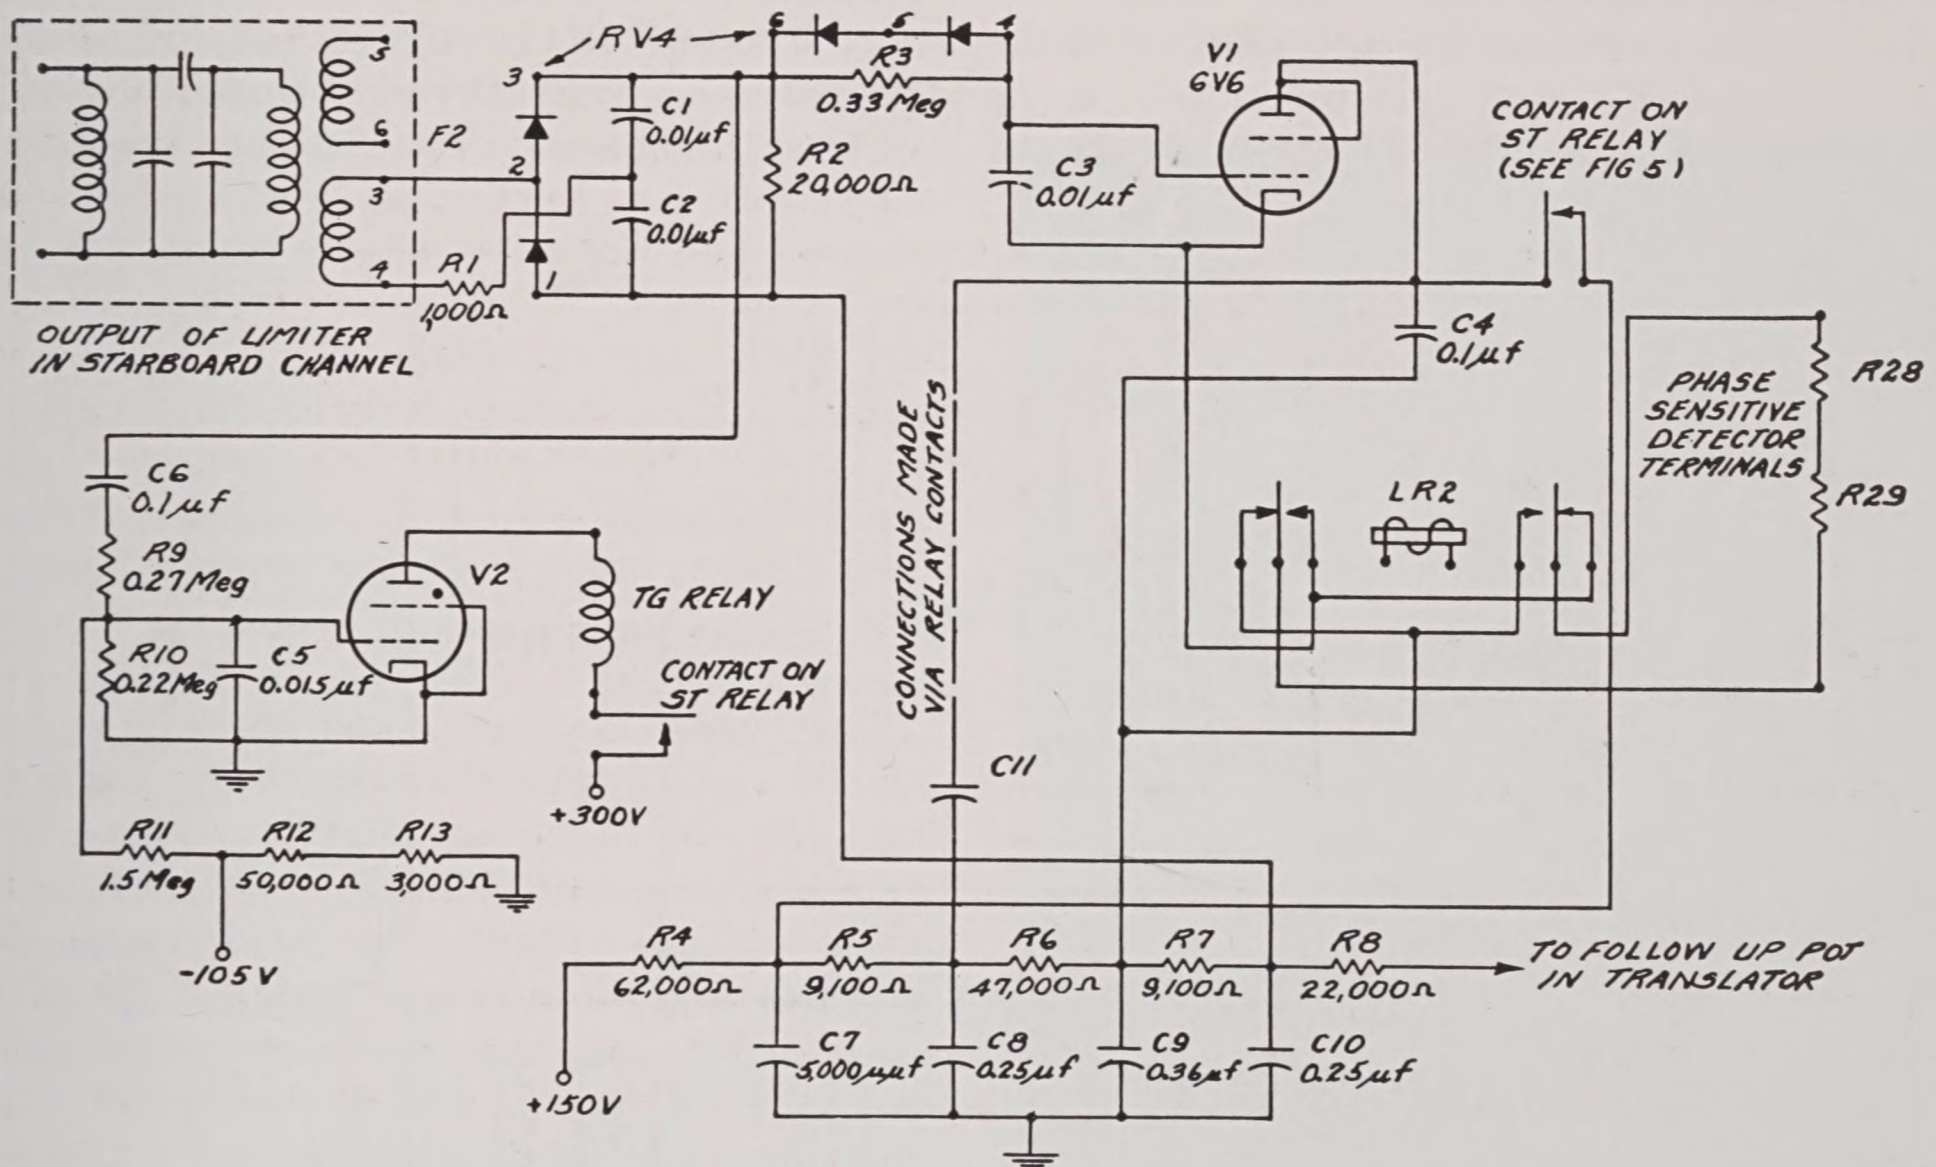 RV4
6
5
4
R3
0.33 Meg
V1
6V6
CONTACT ON
ST RELAY
(SEE FIG 5)
5
6
F2
3
4
3
2
1
C1
0.01μf
C2
0.01μf
R2
20,000Ω
C3
0.01μf
R1
1,000Ω
OUTPUT OF LIMITER
IN STARBOARD CHANNEL
C4
0.1μf
PHASE
SENSITIVE
DETECTOR
TERMINALS
R28
R29
LR2
CONNECTIONS MADE
VIA RELAY CONTACTS
C6
0.1μf
R9
0.27 Meg
R10
0.22 Meg
C5
0.015μf
V2
TG RELAY
CONTACT ON
ST RELAY
+300V
C11
R11
1.5 Meg
R12
50,000Ω
R13
3,000Ω
-105V
R4
62,000Ω
R5
9,100Ω
R6
47,000Ω
R7
9,100Ω
R8
22,000Ω
TO FOLLOW UP POT
IN TRANSLATOR
C7
5,000μμf
C8
0.25μf
C9
0.36μf
C10
0.25μf
+150V